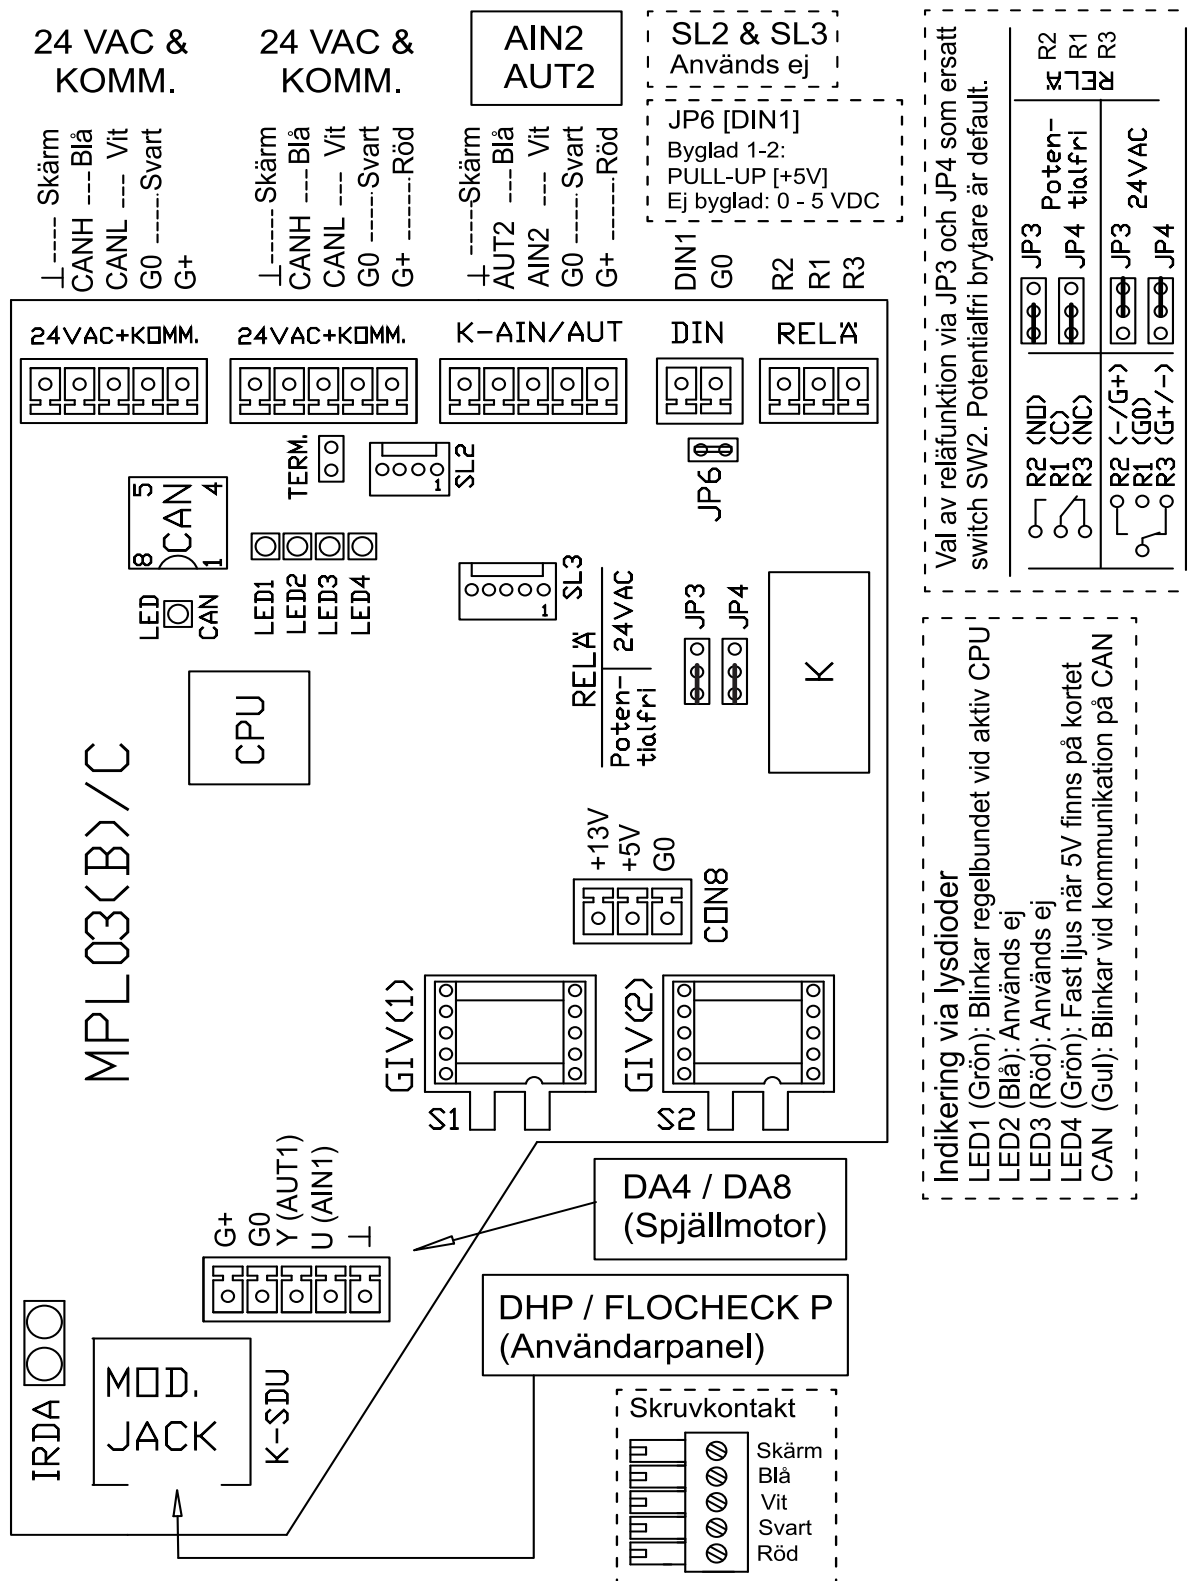 24 VAC &
KOMM.
24 VAC &
KOMM.
AIN2
AUT2
SL2 & SL3
Används ej
JP6 [DIN1]
Byglad 1-2:
PULL-UP [+5V]
Ej byglad: 0 - 5 VDC
⊥ ------ Skärm
CANH ---- Blå
CANL --- Vit
G0 ------ Svart
G+
⊥ ------ Skärm
CANH ---- Blå
CANL --- Vit
G0 ------ Svart
G+ ------- Röd
⊥ ------ Skärm
AUT2 ---- Blå
AIN2 --- Vit
G0 ------ Svart
G+ ------- Röd
DIN1
G0
R2
R1
R3
24VAC+KOMM.
24VAC+KOMM.
K-AIN/AUT
DIN
RELÄ
TERM.
1
SL2
JP6
5
4
CAN
8
1
LED
CAN
LED1
LED2
LED3
LED4
1
SL3
RELÄ
24VAC
Poten-
tialfri
JP3
JP4
K
CPU
MPL03(B)/C
+13V
+5V
G0
CON8
GIV(1)
S1
GIV(2)
S2
G+
G0
Y (AUT1)
U (AIN1)
⊥
DA4 / DA8
(Spjällmotor)
DHP / FLOCHECK P
(Användarpanel)
IRDA
MOD.
JACK
K-SDU
Skruvkontakt
Skärm
Blå
Vit
Svart
Röd
Val av reläfunktion via JP3 och JP4 som ersatt
switch SW2. Potentialfri brytare är default.
R2 (NO)
R1 (C)
R3 (NC)
JP3
JP4
Poten-
tialfri
RELÄ
R2
R1
R3
R2 (-/G+)
R1 (G0)
R3 (G+/-)
JP3
JP4
24VAC
Indikering via lysdioder
LED1 (Grön): Blinkar regelbundet vid aktiv CPU
LED2 (Blå): Används ej
LED3 (Röd): Används ej
LED4 (Grön): Fast ljus när 5V finns på kortet
CAN (Gul): Blinkar vid kommunikation på CAN